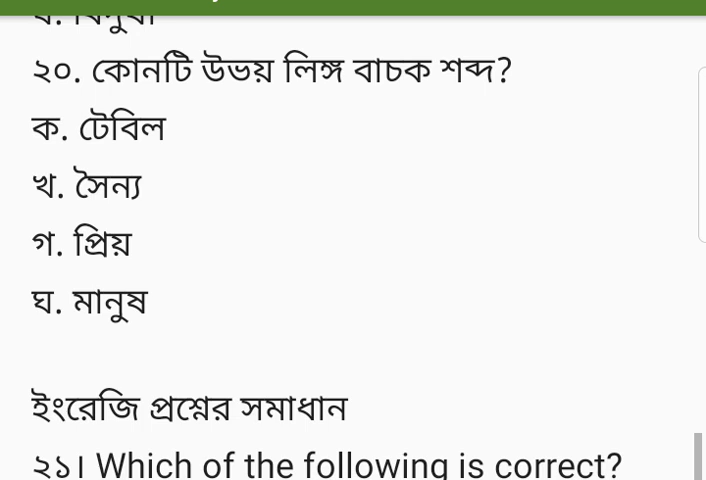 ২০. কোনটি উভয় লিঙ্গ বাচক শব্দ?
ক. টেবিল
খ. সৈন্য
গ. প্রিয়
ঘ. মানুষ
ইংরেজি প্রশ্নের সমাধান
২১। Which of the following is correct?